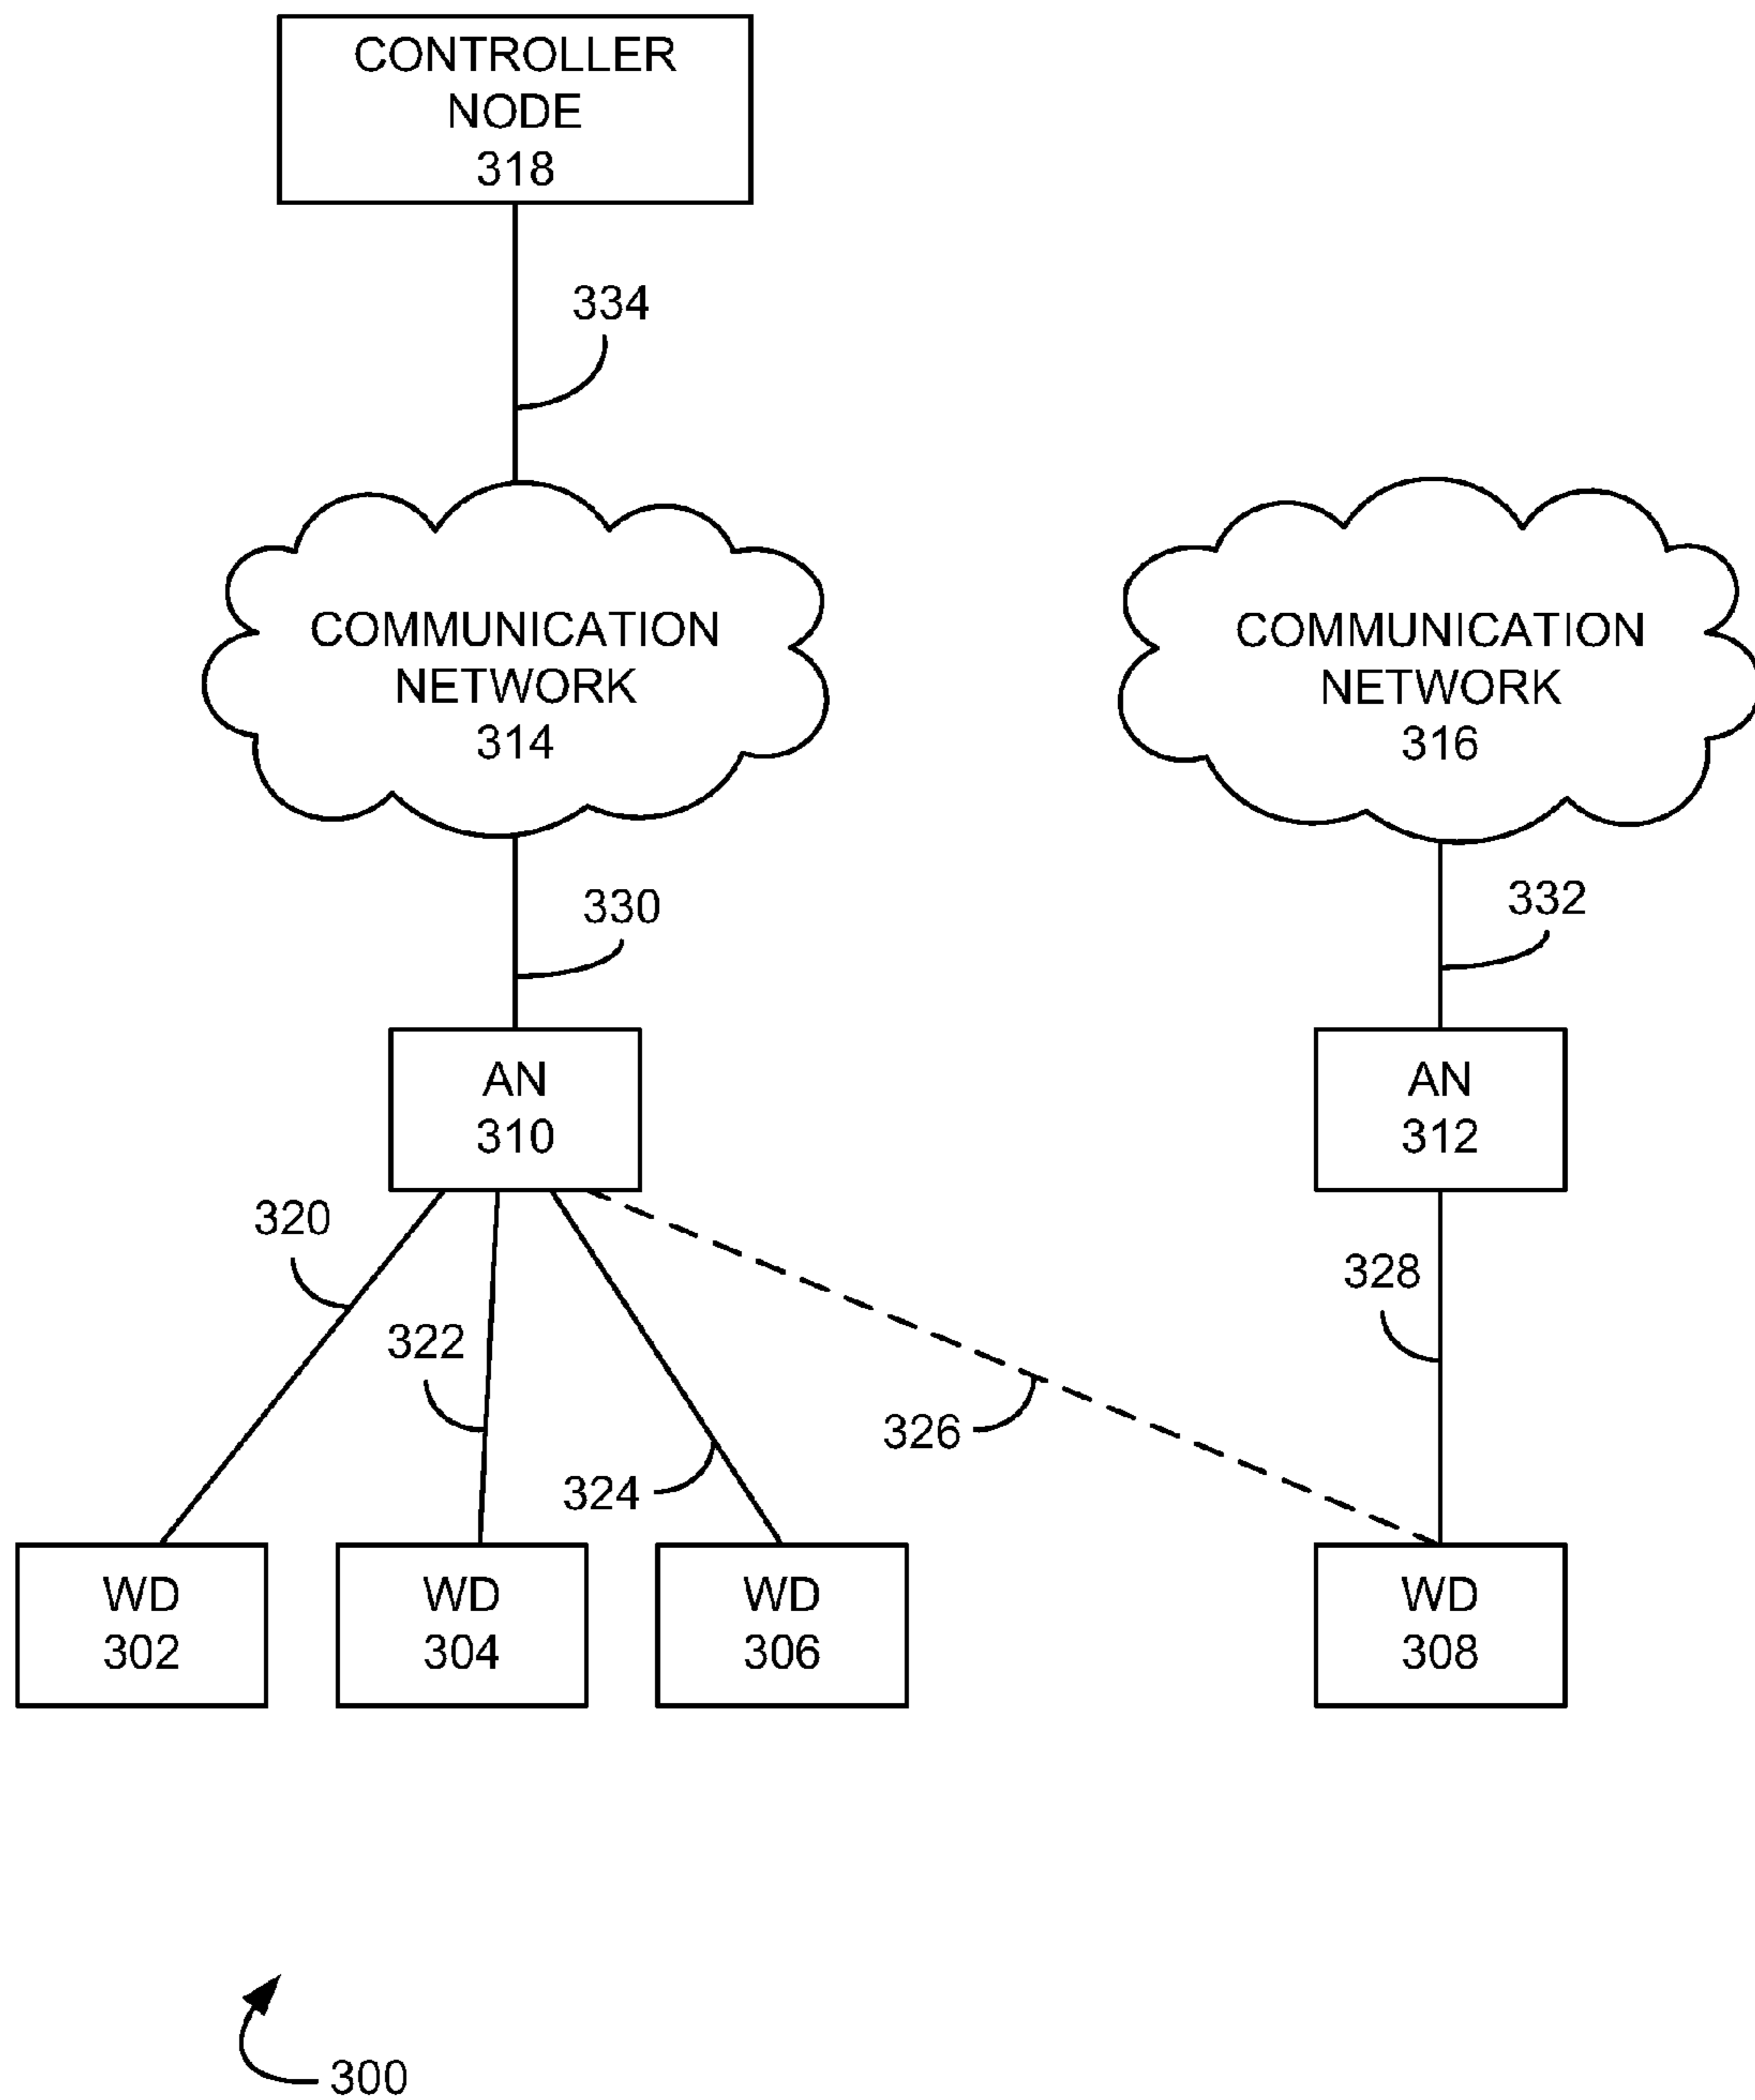 CONTROLLER
NODE
318
334
COMMUNICATION
NETWORK
314
COMMUNICATION
NETWORK
316
330
332
AN
310
AN
312
320
322
324
326
328
WD
302
WD
304
WD
306
WD
308
300